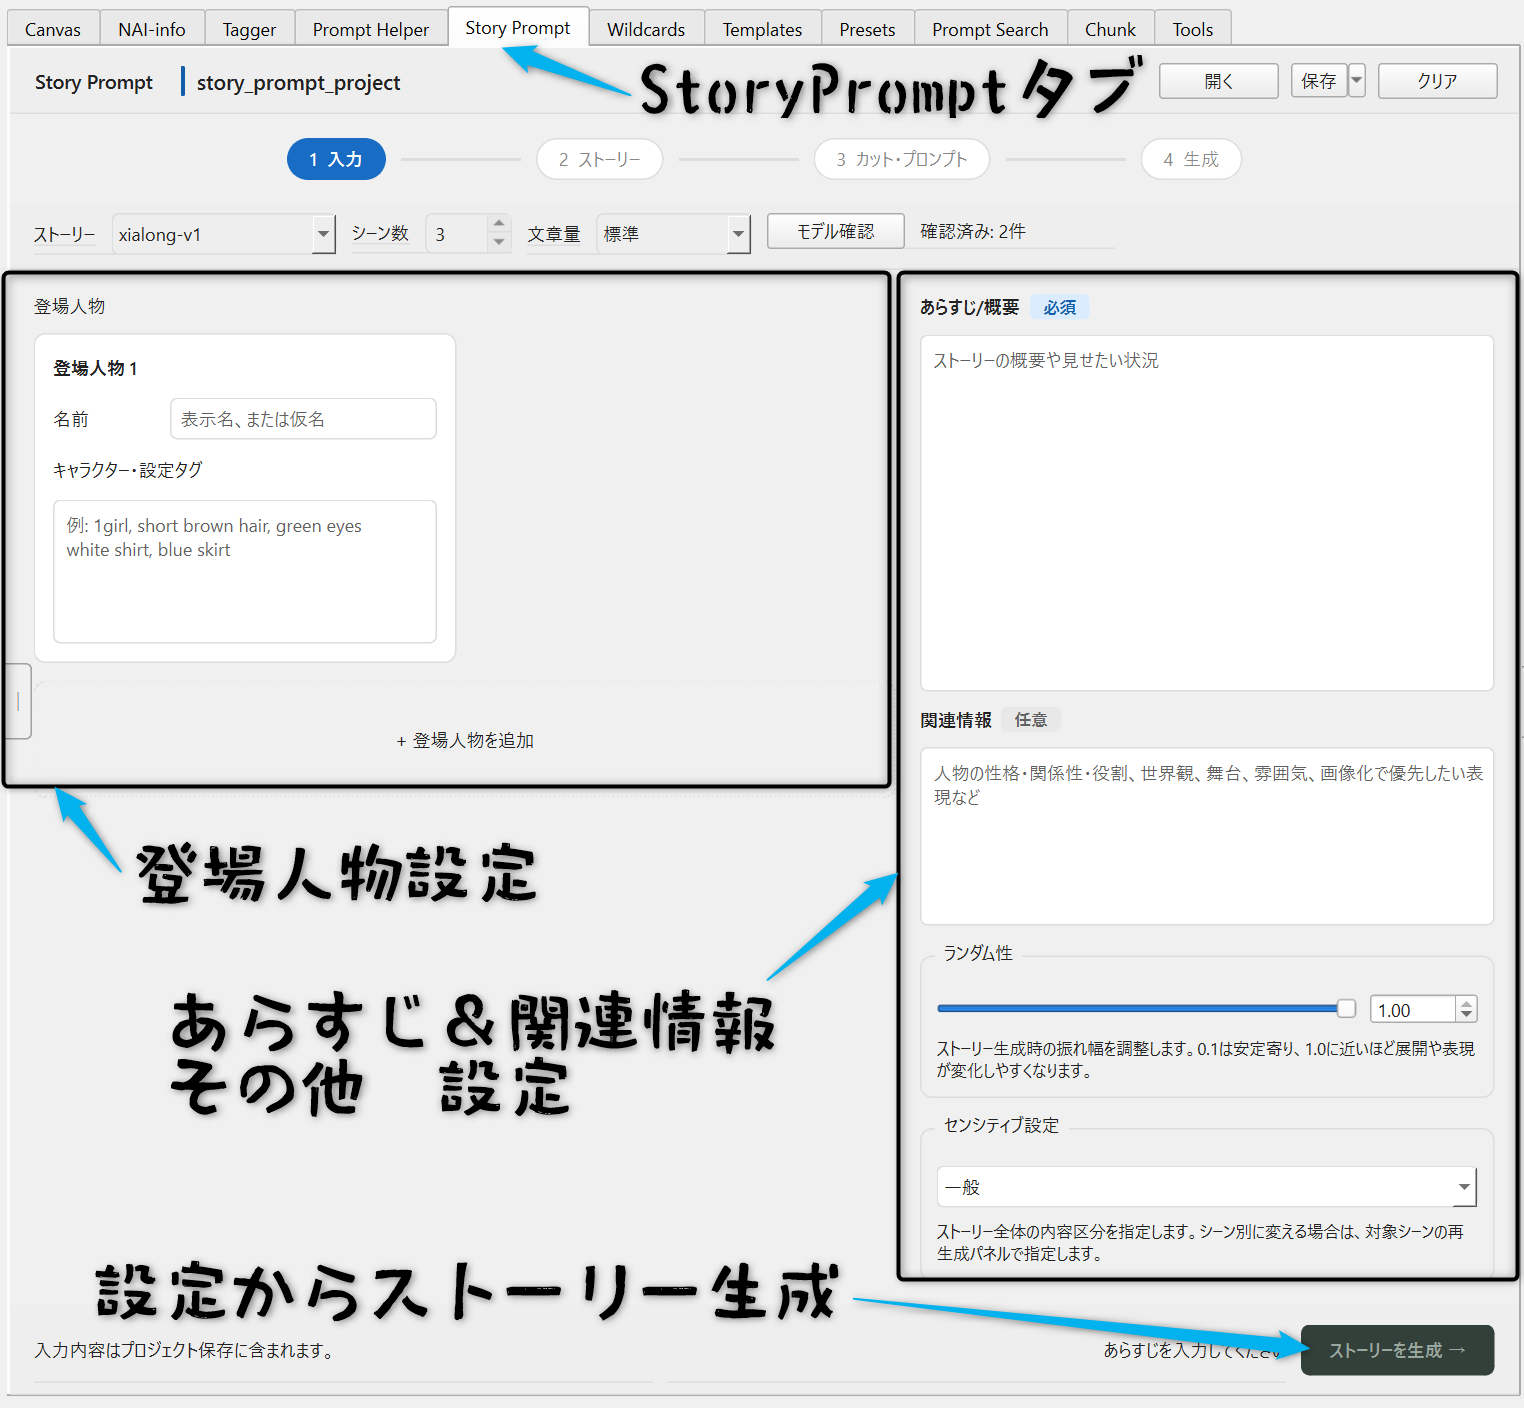 Canvas NAI-info Tagger Prompt Helper Story Prompt Wildcards Templates Presets Prompt Search Chunk Tools
Story Prompt story_prompt_project
StoryPromptタブ
開く 保存 クリア
1 入力 2 ストーリー 3 カット・プロンプト 4 生成
ストーリー xialong-v1 シーン数 3 文章量 標準 モデル確認 確認済み: 2件
登場人物
登場人物 1
名前 表示名、または仮名
キャラクター・設定タグ
例: 1girl, short brown hair, green eyes
white shirt, blue skirt
+ 登場人物を追加
登場人物設定
あらすじ/概要 必須
ストーリーの概要や見せたい状況
関連情報 任意
人物の性格・関係性・役割、世界観、舞台、雰囲気、画像化で優先したい表
現など
あらすじ&関連情報
その他 設定
ランダム性
1.00
ストーリー生成時の振れ幅を調整します。0.1は安定寄り、1.0に近いほど展開や表現
が変化しやすくなります。
センシティブ設定
一般
ストーリー全体の内容区分を指定します。シーン別に変える場合は、対象シーンの再
生成パネルで指定します。
設定からストーリー生成
入力内容はプロジェクト保存に含まれます。
あらすじを入力してくださ
ストーリーを生成 →